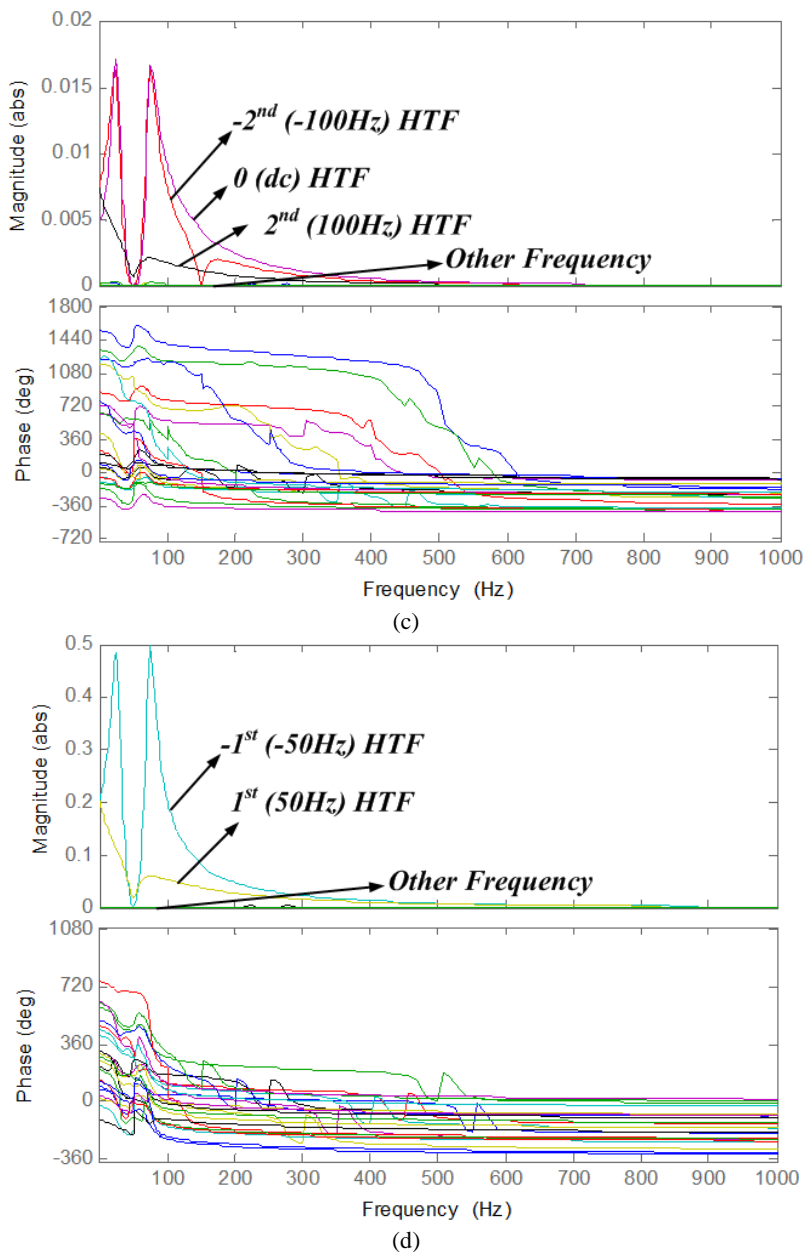 0.02
0.015
0.01
0.005
0
Magnitude (abs)
-2nd (-100Hz) HTF
0 (dc) HTF
2nd (100Hz) HTF
Other Frequency
1800
1440
1080
720
360
0
-360
-720
Phase (deg)
100 200 300 400 500 600 700 800 900 1000
Frequency (Hz)
(c)
0.5
0.4
0.3
0.2
0.1
0
Magnitude (abs)
-1st (-50Hz) HTF
1st (50Hz) HTF
Other Frequency
1080
720
360
0
-360
Phase (deg)
100 200 300 400 500 600 700 800 900 1000
Frequency (Hz)
(d)